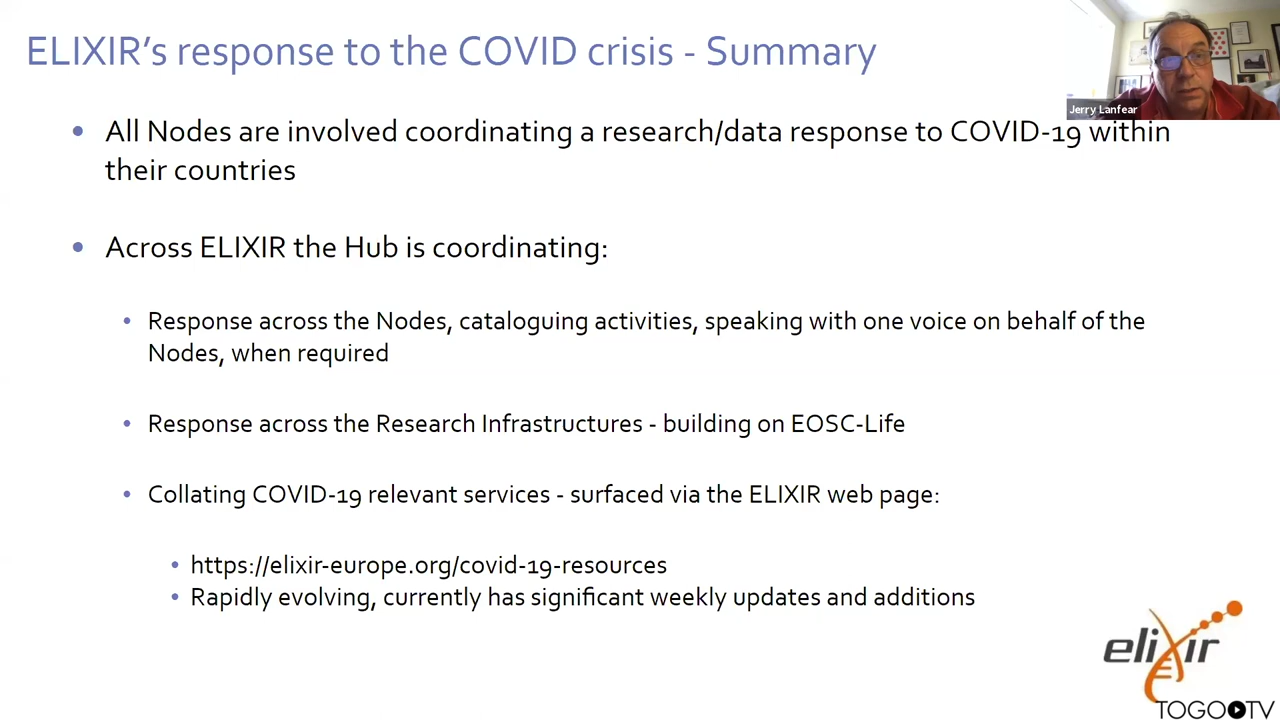 ELIXIR's response to the COVID crisis - Summary
Jerry Lanfear
• All Nodes are involved coordinating a research/data response to COVID-19 within
their countries
• Across ELIXIR the Hub is coordinating:
• Response across the Nodes, cataloguing activities, speaking with one voice on behalf of the
Nodes, when required
• Response across the Research Infrastructures - building on EOSC-Life
• Collating COVID-19 relevant services - surfaced via the ELIXIR web page:
• https://elixir-europe.org/covid-19-resources
• Rapidly evolving, currently has significant weekly updates and additions
elixir
TOGOTV